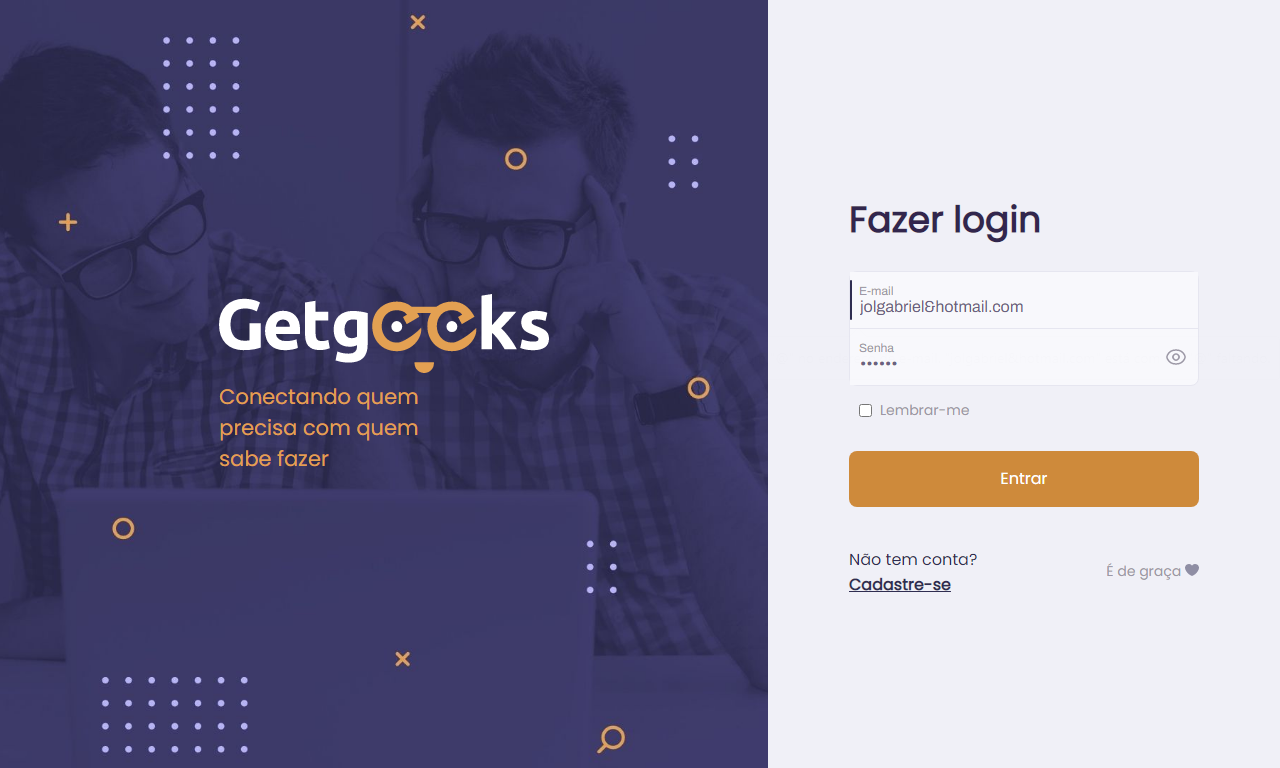 Getgeeks
Conectando quem
precisa com quem
sabe fazer
Fazer login
E-mail
jolgabriel&hotmail.com
Senha
••••••
Lembrar-me
Entrar
Não tem conta?
Cadastre-se
É de graça